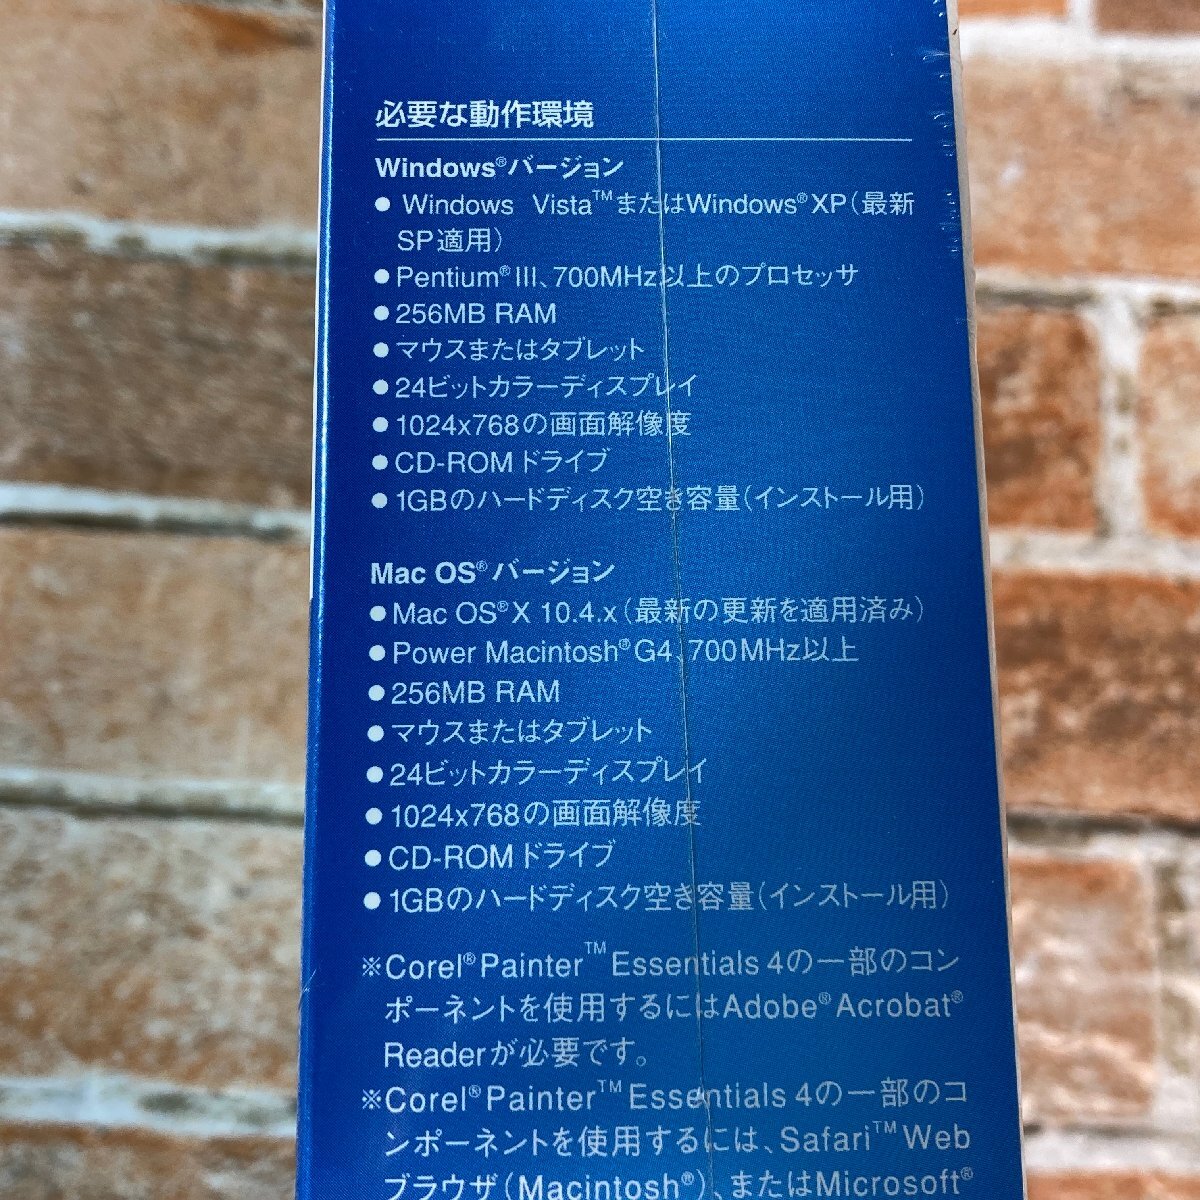 必要な動作環境
Windows®バージョン
● Windows Vista™またはWindows®XP（最新
SP適用）
●Pentium®III、700MHz以上のプロセッサ
●256MB RAM
●マウスまたはタブレット
●24ビットカラーディスプレイ
●1024x768の画面解像度
●CD-ROMドライブ
●1GBのハードディスク空き容量（インストール用）
Mac OS®バージョン
●Mac OS®X 10.4.x（最新の更新を適用済み）
●Power Macintosh®G4、700MHz以上
●256MB RAM
●マウスまたはタブレット
●24ビットカラーディスプレイ
●1024x768の画面解像度
●CD-ROMドライブ
●1GBのハードディスク空き容量（インストール用）
※Corel®Painter™Essentials 4の一部のコン
ポーネントを使用するにはAdobe®Acrobat®
Readerが必要です。
※Corel®Painter™Essentials 4の一部のコ
ンポーネントを使用するには、Safari™Web
ブラウザ（Macintosh®）、またはMicrosoft®